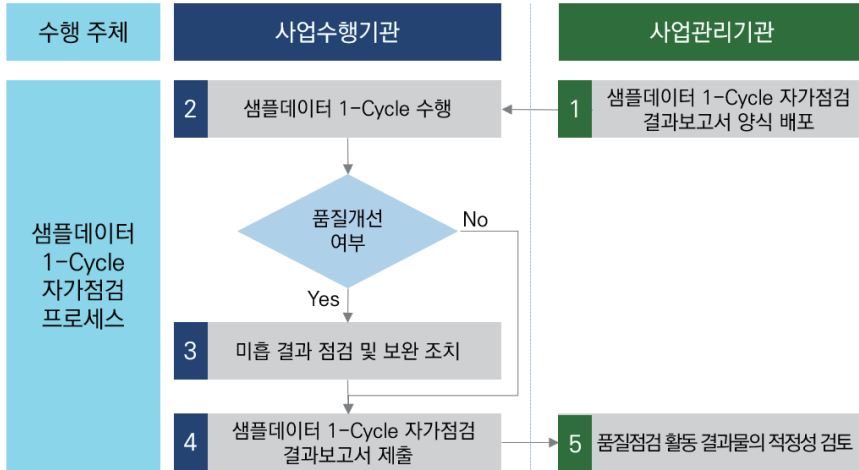 수행 주체
사업수행기관
사업관리기관
샘플데이터
1-Cycle
자가점검
프로세스
1
샘플데이터 1-Cycle 자가점검
결과보고서 양식 배포
2
샘플데이터 1-Cycle 수행
품질개선
여부
No
Yes
3
미흡 결과 점검 및 보완 조치
4
샘플데이터 1-Cycle 자가점검
결과보고서 제출
5
품질점검 활동 결과물의 적정성 검토